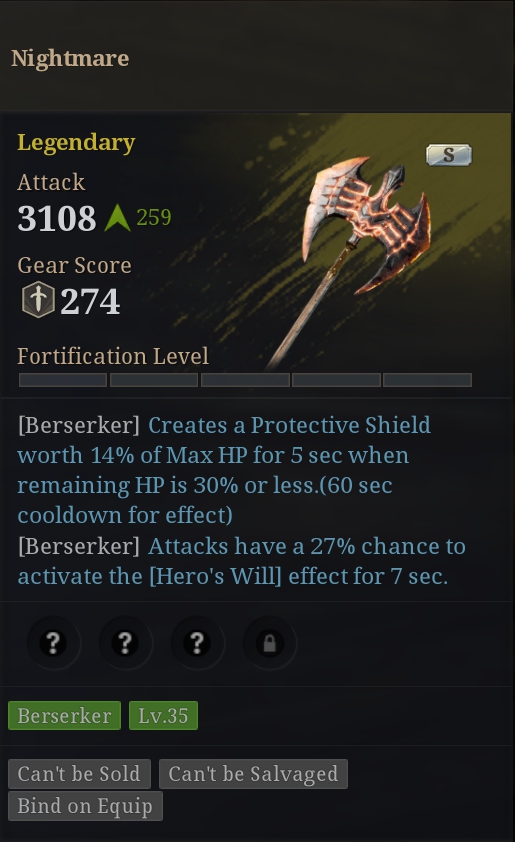 Nightmare
Legendary
S
Attack
3108 259
Gear Score
274
Fortification Level
[Berserker] Creates a Protective Shield
worth 14% of Max HP for 5 sec when
remaining HP is 30% or less.(60 sec
cooldown for effect)
[Berserker] Attacks have a 27% chance to
activate the [Hero's Will] effect for 7 sec.
? ? ?
Berserker Lv.35
Can't be Sold Can't be Salvaged
Bind on Equip